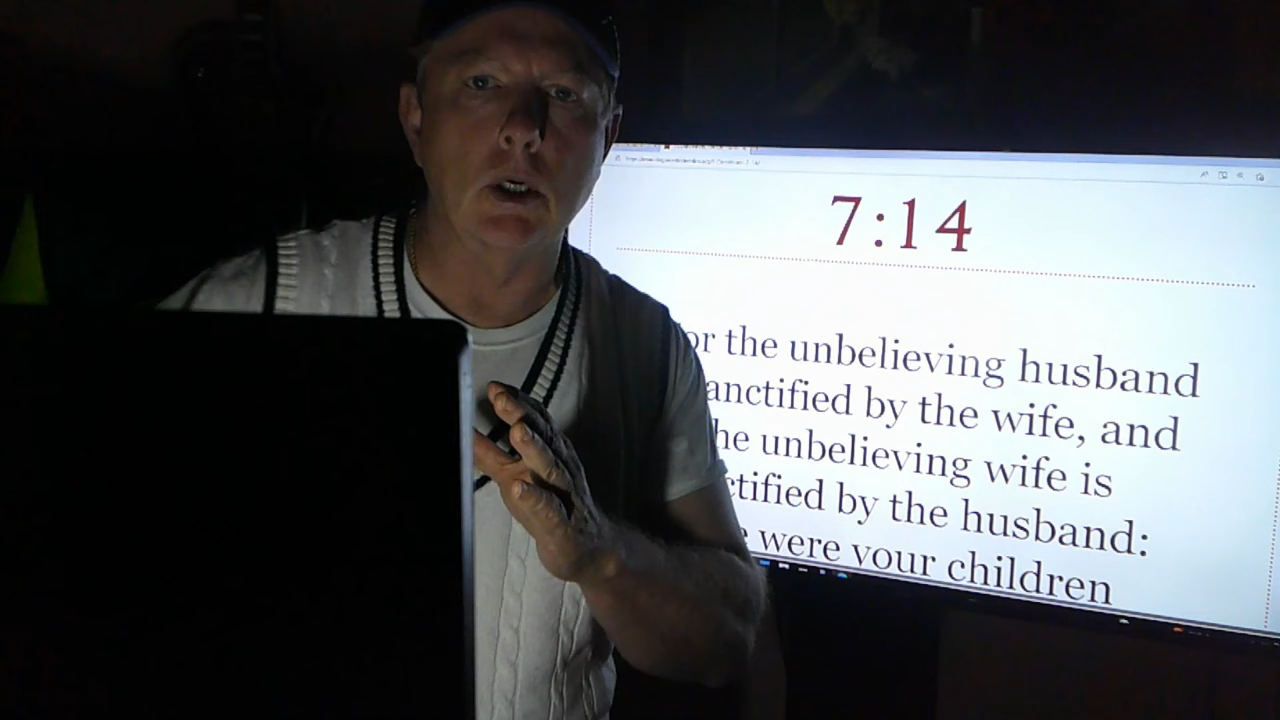 7:14
or the unbelieving husband
anctified by the wife, and
he unbelieving wife is
ctified by the husband:
e were your children